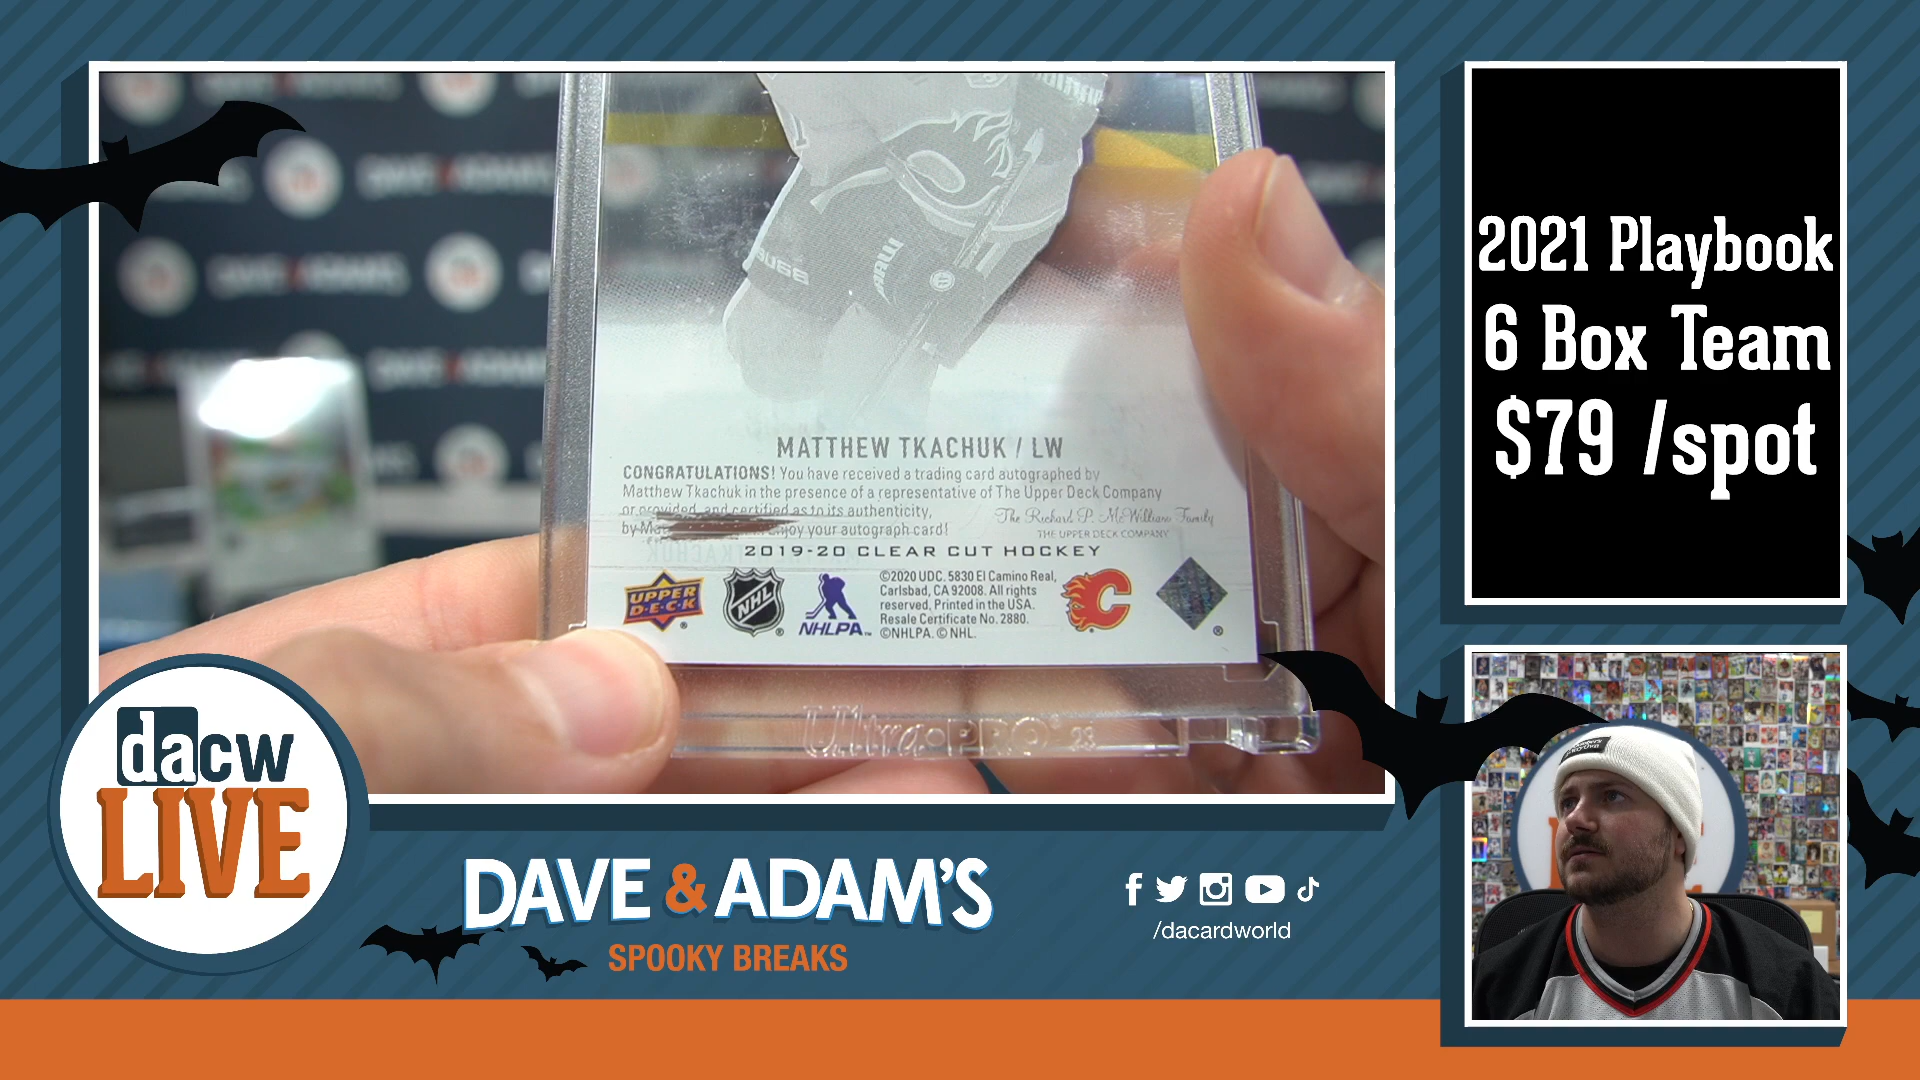 MATTHEW TKACHUK / LW
CONGRATULATIONS! You have received a trading card autographed by
Matthew Tkachuk in the presence of a representative of The Upper Deck Company
or provided, and certified as to its authenticity,
by enjoy your autograph card!
The Richard P. McWilliam Family
THE UPPER DECK COMPANY
2019-20 CLEAR CUT HOCKEY
UPPER
D·E·C·K
NHL
NHLPA
©2020 UDC. 5830 El Camino Real,
Carlsbad, CA 92008. All rights
reserved. Printed in the USA.
Resale Certificate No. 2880.
©NHLPA. © NHL.
Ultra·PRO
2021 Playbook
6 Box Team
$79 /spot
dacw
LIVE
DAVE & ADAM'S
SPOOKY BREAKS
/dacardworld